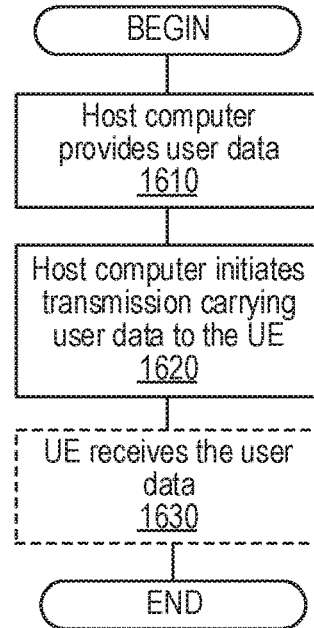 BEGIN
Host computer
provides user data
1610
Host computer initiates
transmission carrying
user data to the UE
1620
UE receives the user
data
1630
END